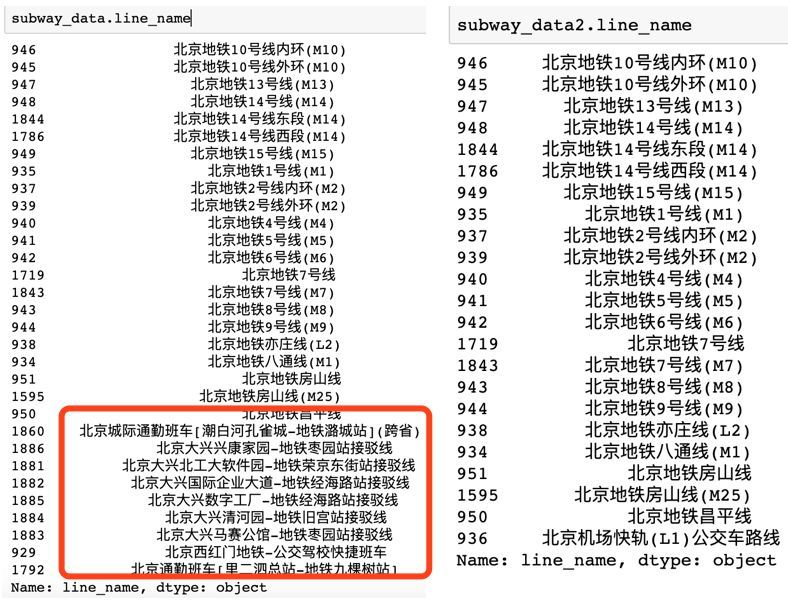 subway_data.line_name
946 北京地铁10号线内环(M10)
945 北京地铁10号线外环(M10)
947 北京地铁13号线(M13)
948 北京地铁14号线(M14)
1844 北京地铁14号线东段(M14)
1786 北京地铁14号线西段(M14)
949 北京地铁15号线(M15)
935 北京地铁1号线(M1)
937 北京地铁2号线内环(M2)
939 北京地铁2号线外环(M2)
940 北京地铁4号线(M4)
941 北京地铁5号线(M5)
942 北京地铁6号线(M6)
1719 北京地铁7号线
1843 北京地铁7号线(M7)
943 北京地铁8号线(M8)
944 北京地铁9号线(M9)
938 北京地铁亦庄线(L2)
934 北京地铁八通线(M1)
951 北京地铁房山线
1595 北京地铁房山线(M25)
950 北京地铁昌平线
1860 北京城际通勤班车[潮白河孔雀城-地铁潞城站](跨省)
1886 北京大兴兴康家园-地铁枣园站接驳线
1881 北京大兴北工大软件园-地铁荣京东街站接驳线
1882 北京大兴国际企业大道-地铁经海路站接驳线
1885 北京大兴数字工厂-地铁经海路站接驳线
1884 北京大兴清河园-地铁旧宫站接驳线
1883 北京大兴马赛公馆-地铁枣园站接驳线
929 北京西红门地铁-公交驾校快捷班车
1792 北京通勤班车[里二泗总站-地铁九棵树站]
Name: line_name, dtype: object
subway_data2.line_name
946 北京地铁10号线内环(M10)
945 北京地铁10号线外环(M10)
947 北京地铁13号线(M13)
948 北京地铁14号线(M14)
1844 北京地铁14号线东段(M14)
1786 北京地铁14号线西段(M14)
949 北京地铁15号线(M15)
935 北京地铁1号线(M1)
937 北京地铁2号线内环(M2)
939 北京地铁2号线外环(M2)
940 北京地铁4号线(M4)
941 北京地铁5号线(M5)
942 北京地铁6号线(M6)
1719 北京地铁7号线
1843 北京地铁7号线(M7)
943 北京地铁8号线(M8)
944 北京地铁9号线(M9)
938 北京地铁亦庄线(L2)
934 北京地铁八通线(M1)
951 北京地铁房山线
1595 北京地铁房山线(M25)
950 北京地铁昌平线
936 北京机场快轨(L1)公交车路线
Name: line_name, dtype: object